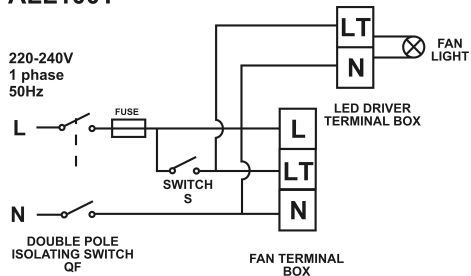 220-240V
1 phase
50Hz
L
FUSE
SWITCH
S
N
DOUBLE POLE
ISOLATING SWITCH
QF
LT
N
FAN
LIGHT
LED DRIVER
TERMINAL BOX
L
LT
N
FAN TERMINAL
BOX